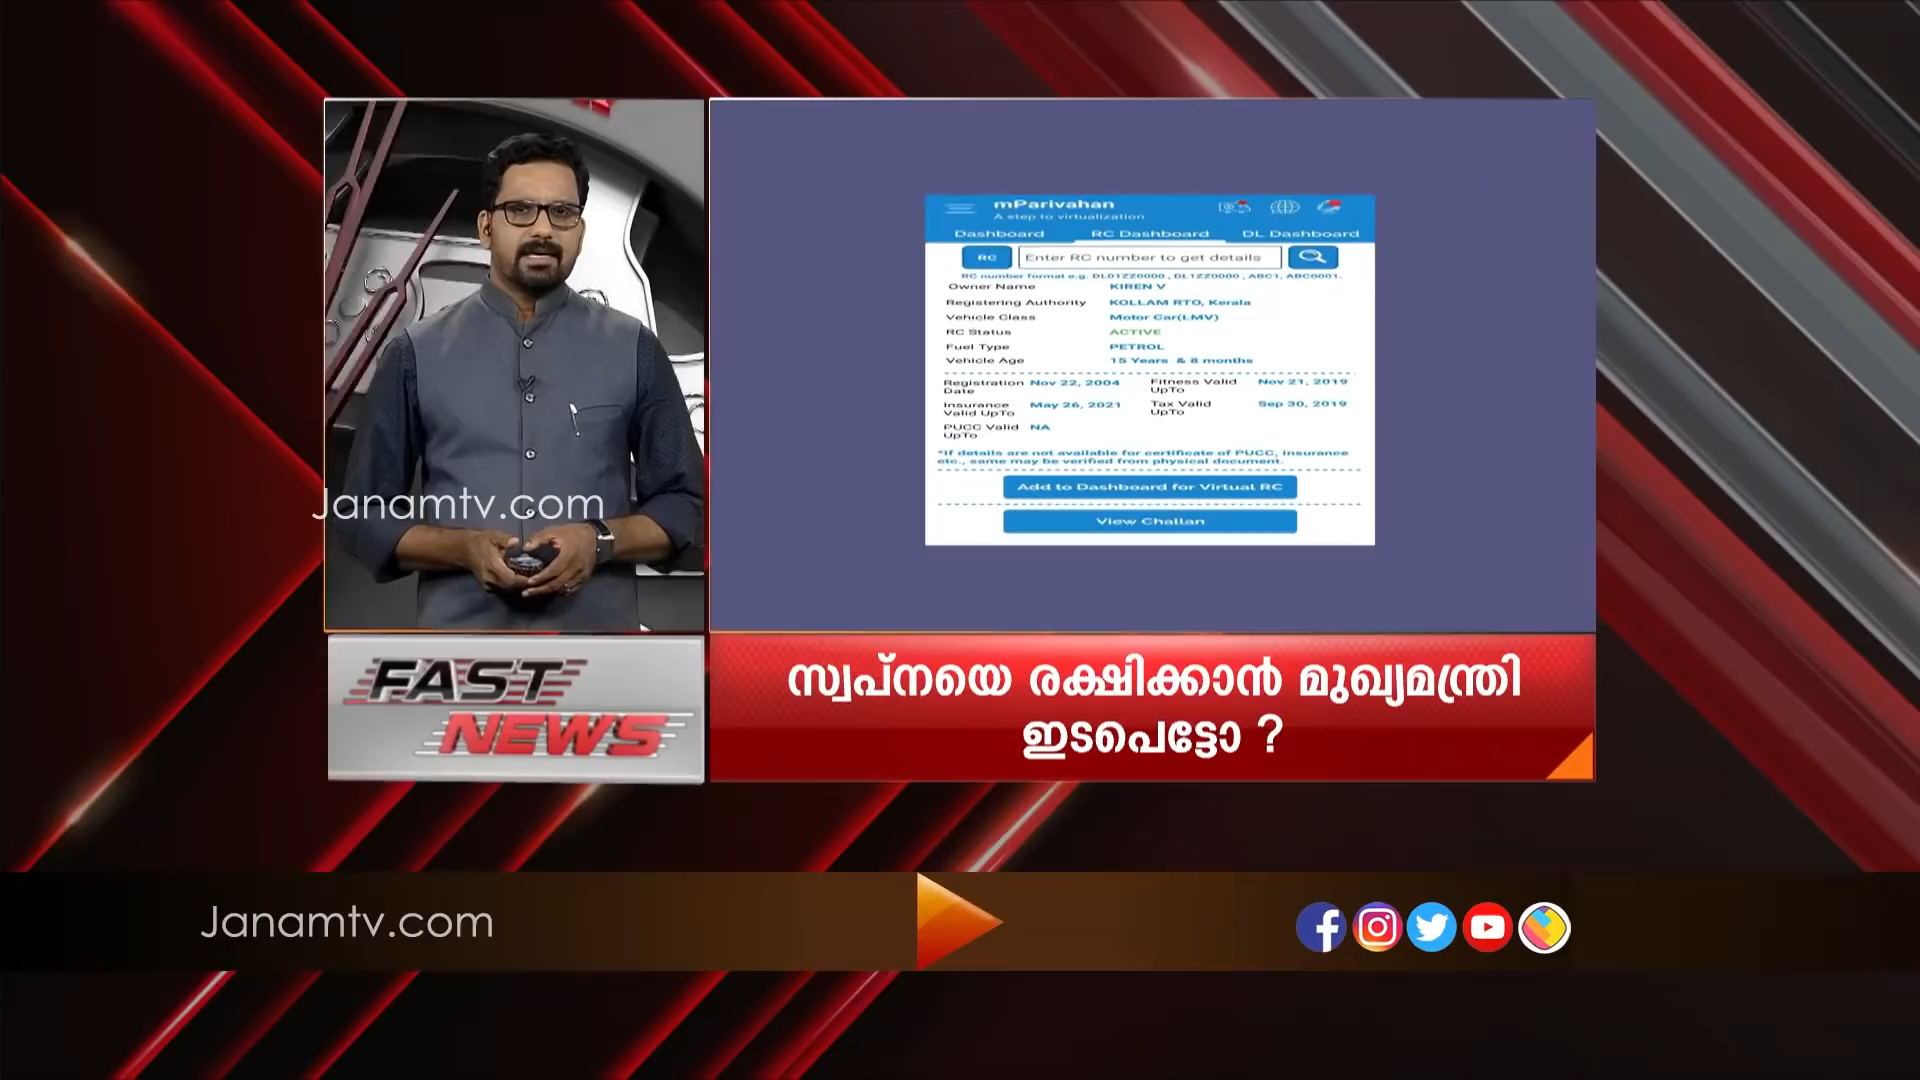 mParivahan
A step to virtualization
Dashboard RC Dashboard DL Dashboard
RC Enter RC number to get details
RC number format e.g. DL01ZZ0000 , DL1ZZ0000 , ABC1, ABC0001.
Owner Name KIREN V
Registering Authority KOLLAM RTO, Kerala
Vehicle Class Motor Car(LMV)
RC Status ACTIVE
Fuel Type PETROL
Vehicle Age 15 Years & 8 months
Registration Date Nov 22, 2004 Fitness Valid UpTo Nov 21, 2019
Insurance Valid UpTo May 26, 2021 Tax Valid UpTo Sep 30, 2019
PUCC Valid UpTo NA
*If details are not available for certificate of PUCC, Insurance
etc., same may be verified from physical document.
Add to Dashboard for Virtual RC
View Challan
Janamtv.com
FAST
NEWS
സ്വപ്നയെ രക്ഷിക്കാൻ മുഖ്യമന്ത്രി
ഇടപെട്ടോ ?
Janamtv.com